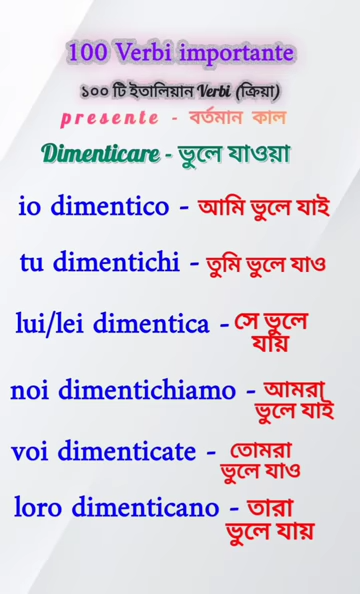 100 Verbi importante
১০০ টি ইতালিয়ান Verbi (ক্রিয়া)
presente - বর্তমান কাল
Dimenticare - ভুলে যাওয়া
io dimentico - আমি ভুলে যাই
tu dimentichi - তুমি ভুলে যাও
lui/lei dimentica - সে ভুলে
যায়
noi dimentichiamo - আমরা
ভুলে যাই
voi dimenticate - তোমরা
ভুলে যাও
loro dimenticano - তারা
ভুলে যায়